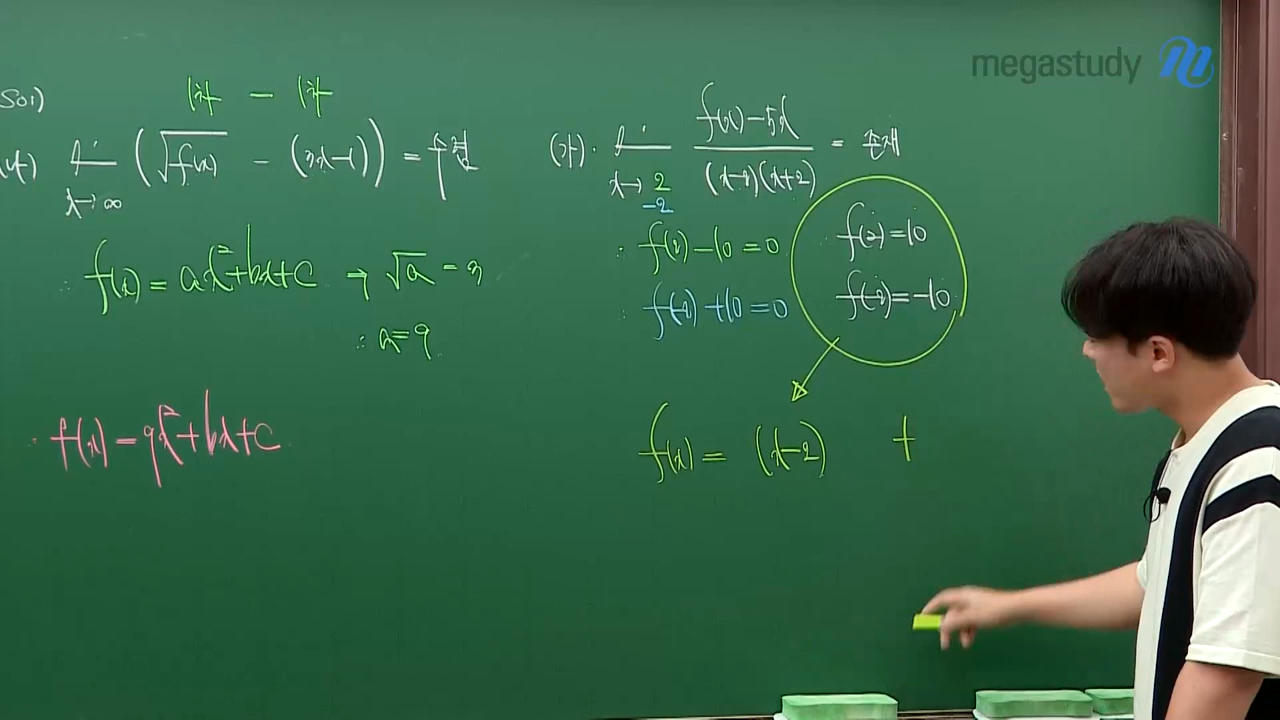 megastudy
Sol)
1차 - 1차
(나) lim x→∞ (√f(x) - (3x-1)) = 수렴
∴ f(x) = ax²+bx+c → √a = 3
∴ a=9
∴ f(x) = 9x²+bx+c
(가). lim x→2 -2 (f(x)-5x)/((x-2)(x+2)) = 존재
∴ f(2)-10=0
∴ f(-2)+10=0
f(2)=10
f(-2)=-10
f(x) = (x-2) +